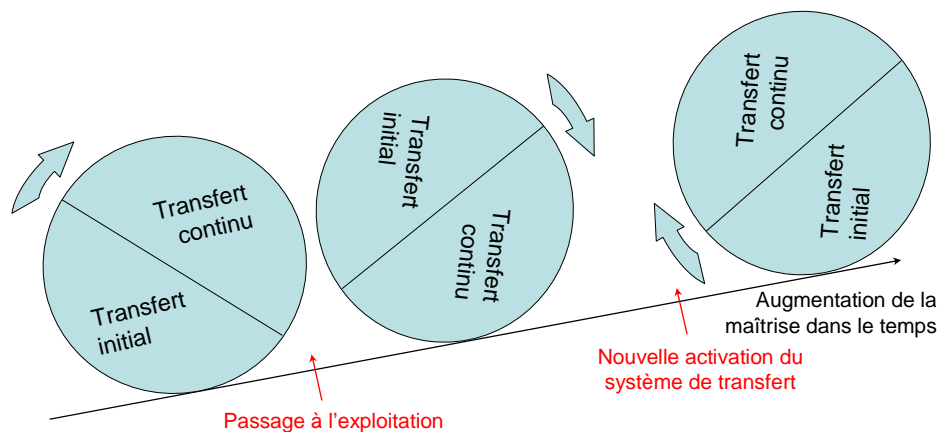 Transfert
continu
Transfert
initial
Transfert
initial
Transfert
continu
Transfert
continu
Transfert
initial
Augmentation de la
maîtrise dans le temps
Nouvelle activation du
système de transfert
Passage à l’exploitation